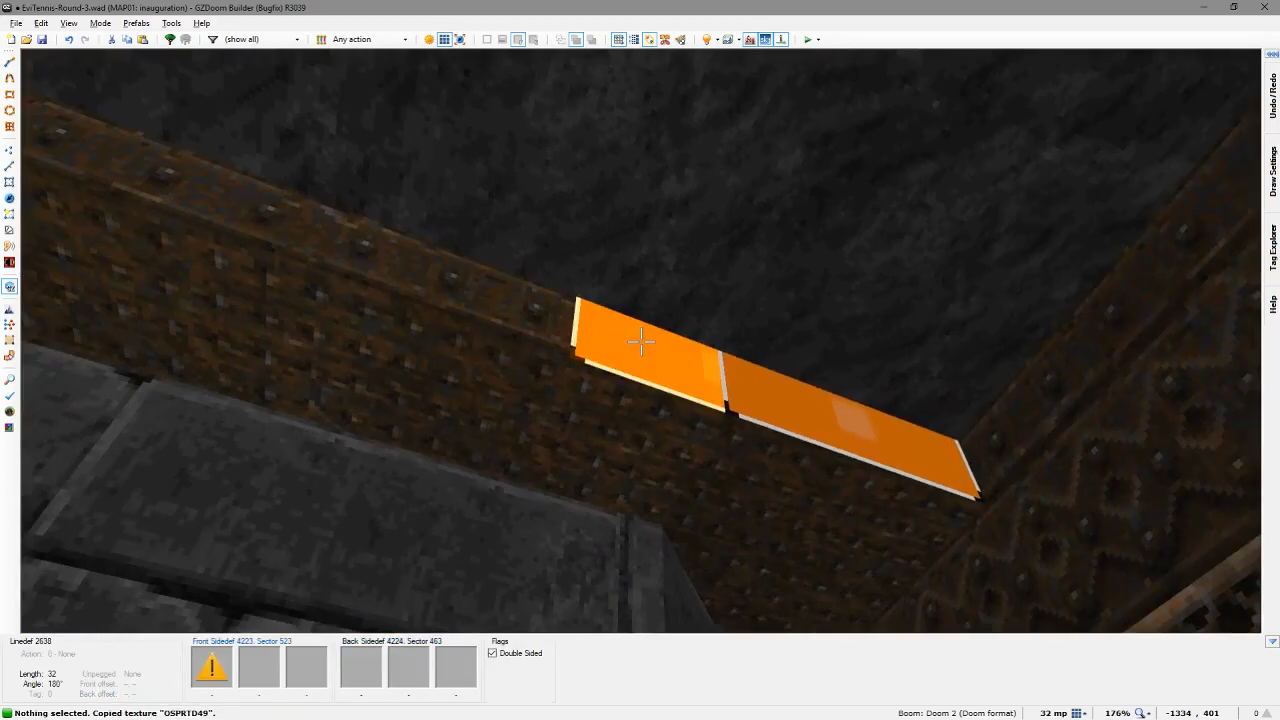 EviTennis-Round-3.wad (MAP01: inauguration) - GZDoom Builder (Bugfix) R3039
File Edit View Mode Prefabs Tools Help
(show all) Any action
Undo / Redo
Draw Settings
Tag Explorer
Help
Linedef 2638
Action: 0 - None
Length: 32 Unpegged: None
Angle: 180° Front offset: --, --
Tag: 0 Back offset: --, --
Front Sidedef 4223. Sector 523
- - -
Back Sidedef 4224. Sector 463
- - -
Flags
Double Sided
Nothing selected. Copied texture "OSPRTD49".
Boom: Doom 2 (Doom format) 32 mp 176% -1334 , 401 0